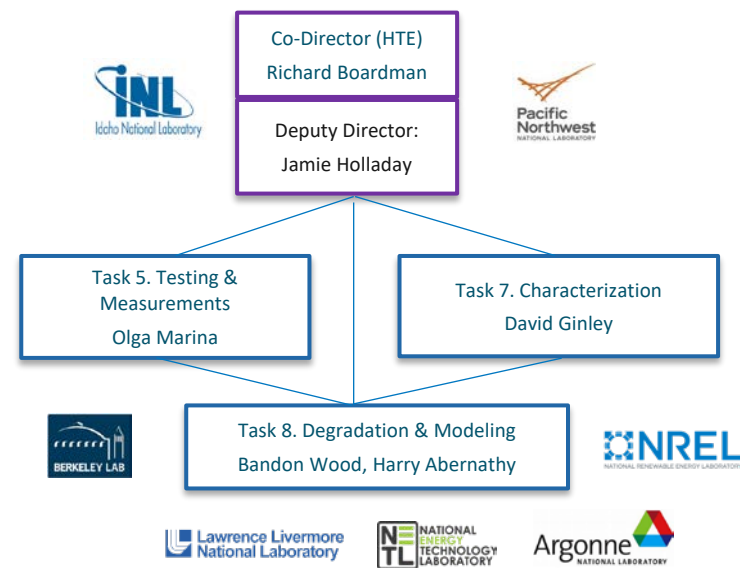 Co-Director (HTE)
Richard Boardman
INL
Idaho National Laboratory
Pacific
Northwest
NATIONAL LABORATORY
Deputy Director:
Jamie Holladay
Task 5. Testing &
Measurements
Olga Marina
Task 7. Characterization
David Ginley
Task 8. Degradation & Modeling
Bandon Wood, Harry Abernathy
BERKELEY LAB
NREL
NATIONAL RENEWABLE ENERGY LABORATORY
Lawrence Livermore
National Laboratory
NE
TL
NATIONAL
ENERGY
TECHNOLOGY
LABORATORY
Argonne
NATIONAL LABORATORY